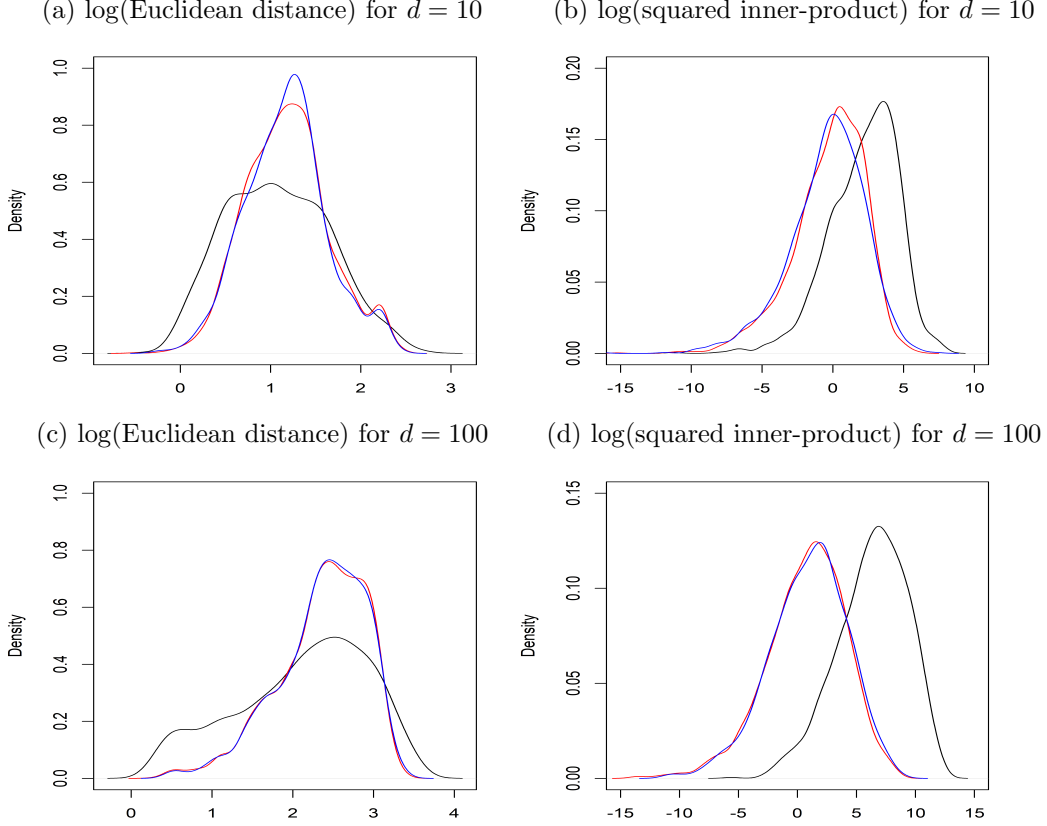 (a) log(Euclidean distance) for d = 10
(b) log(squared inner-product) for d = 10
Density
0.0 0.2 0.4 0.6 0.8 1.0
0 1 2 3
Density
0.00 0.05 0.10 0.15 0.20
-15 -10 -5 0 5 10
(c) log(Euclidean distance) for d = 100
(d) log(squared inner-product) for d = 100
Density
0.0 0.2 0.4 0.6 0.8 1.0
0 1 2 3 4
Density
0.00 0.05 0.10 0.15
-15 -10 -5 0 5 10 15